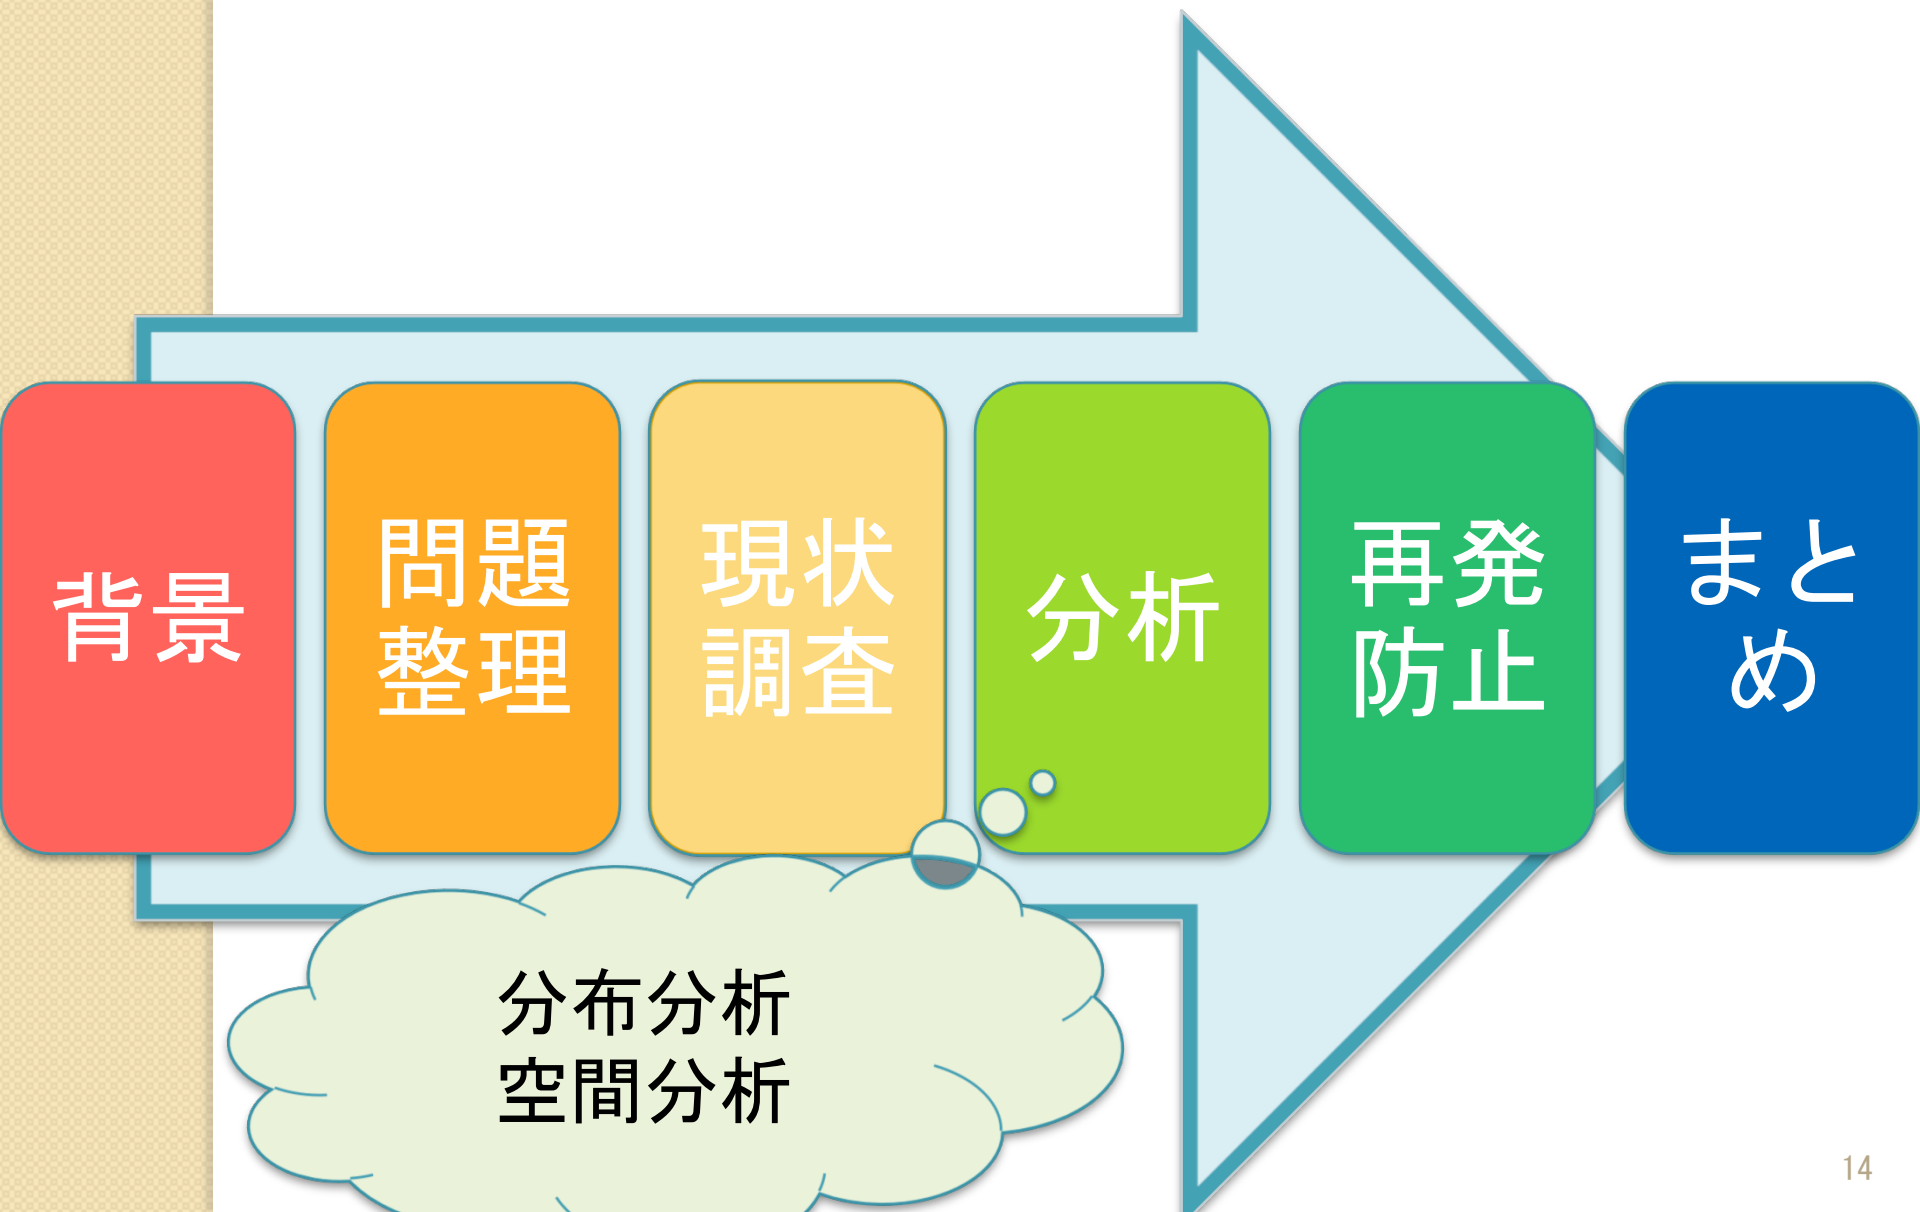 背景
問題
整理
現状
調査
分析
再発
防止
まと
め
分布分析
空間分析
14